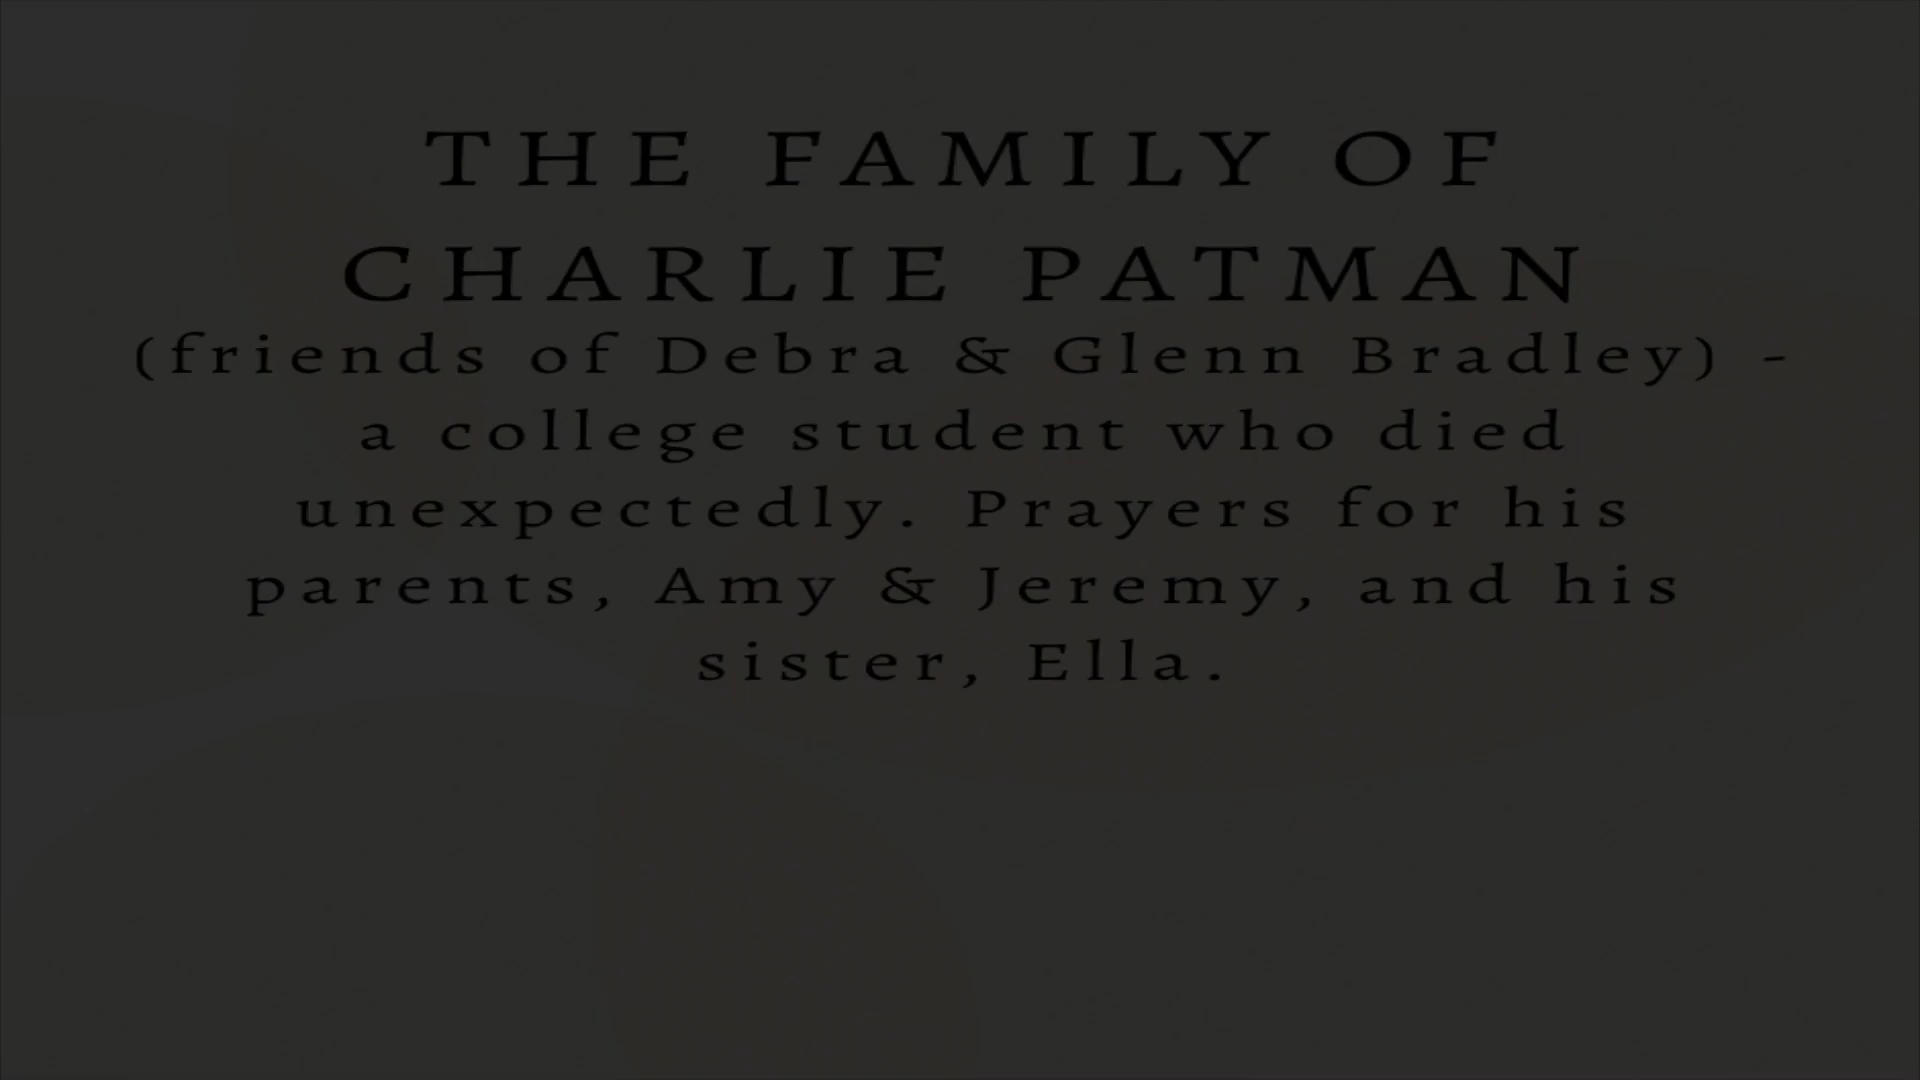 THE FAMILY OF
CHARLIE PATMAN
(friends of Debra & Glenn Bradley) -
a college student who died
unexpectedly. Prayers for his
parents, Amy & Jeremy, and his
sister, Ella.